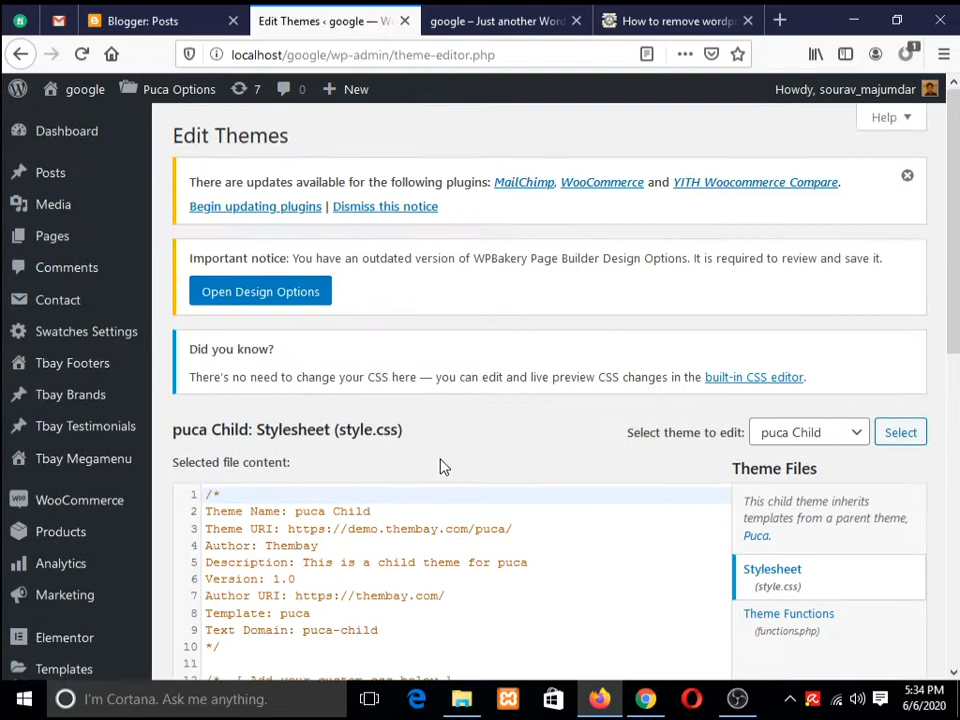 Blogger: Posts
Edit Themes ‹ google — W
google – Just another Word
How to remove wordpr
localhost/google/wp-admin/theme-editor.php
1
google
Puca Options
7
0
New
Howdy, sourav_majumdar
Help
Dashboard
Posts
Media
Pages
Comments
Contact
Swatches Settings
Tbay Footers
Tbay Brands
Tbay Testimonials
Tbay Megamenu
WooCommerce
Products
Analytics
Marketing
Elementor
Templates
Edit Themes
There are updates available for the following plugins: MailChimp, WooCommerce and YITH Woocommerce Compare.
Begin updating plugins | Dismiss this notice
Important notice: You have an outdated version of WPBakery Page Builder Design Options. It is required to review and save it.
Open Design Options
Did you know?
There's no need to change your CSS here — you can edit and live preview CSS changes in the built-in CSS editor.
puca Child: Stylesheet (style.css)
Select theme to edit: puca Child Select
Selected file content:
1 /*
2 Theme Name: puca Child
3 Theme URI: https://demo.thembay.com/puca/
4 Author: Thembay
5 Description: This is a child theme for puca
6 Version: 1.0
7 Author URI: https://thembay.com/
8 Template: puca
9 Text Domain: puca-child
10 */
11
12 /* [ Add your custom css below ]
Theme Files
This child theme inherits
templates from a parent theme,
Puca.
Stylesheet
(style.css)
Theme Functions
(functions.php)
I'm Cortana. Ask me anything.
5:34 PM
6/6/2020